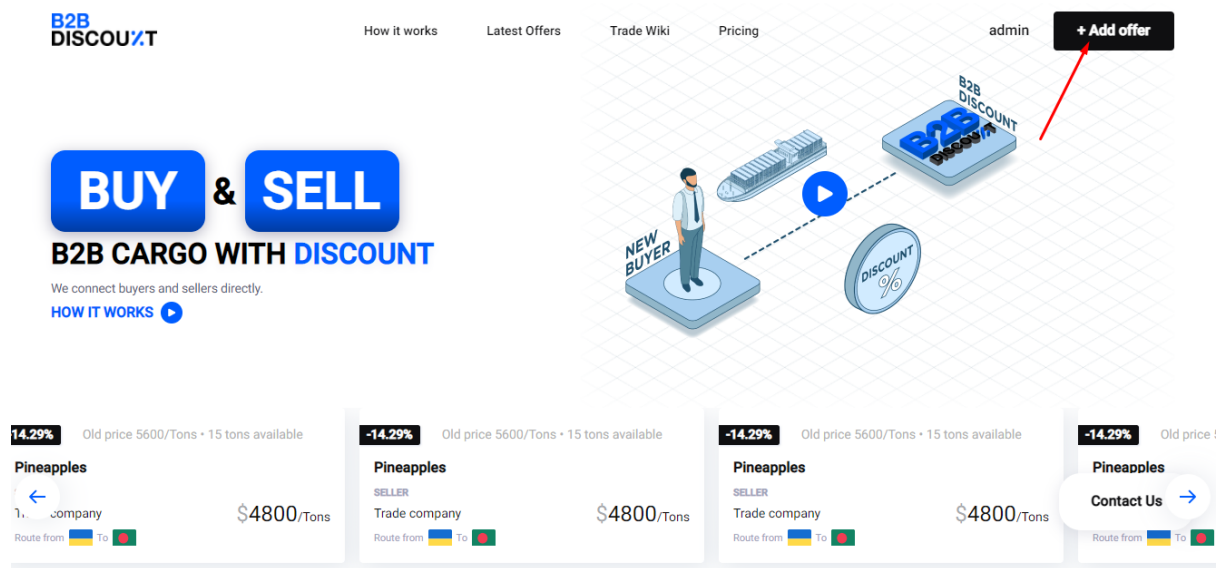 B2B
DISCOUNT
How it works
Latest Offers
Trade Wiki
Pricing
admin
+ Add offer
BUY & SELL
B2B CARGO WITH DISCOUNT
We connect buyers and sellers directly.
HOW IT WORKS
B2B
DISCOUNT
B2B
DISCOUNT
NEW
BUYER
DISCOUNT
%
-14.29% Old price 5600/Tons • 15 tons available
Pineapples
company
$4800/Tons
Route from To
-14.29% Old price 5600/Tons • 15 tons available
Pineapples
SELLER
Trade company
$4800/Tons
Route from To
-14.29% Old price 5600/Tons • 15 tons available
Pineapples
SELLER
Trade company
$4800/Tons
Route from To
-14.29% Old price
Pineapples
Contact Us
Route from To